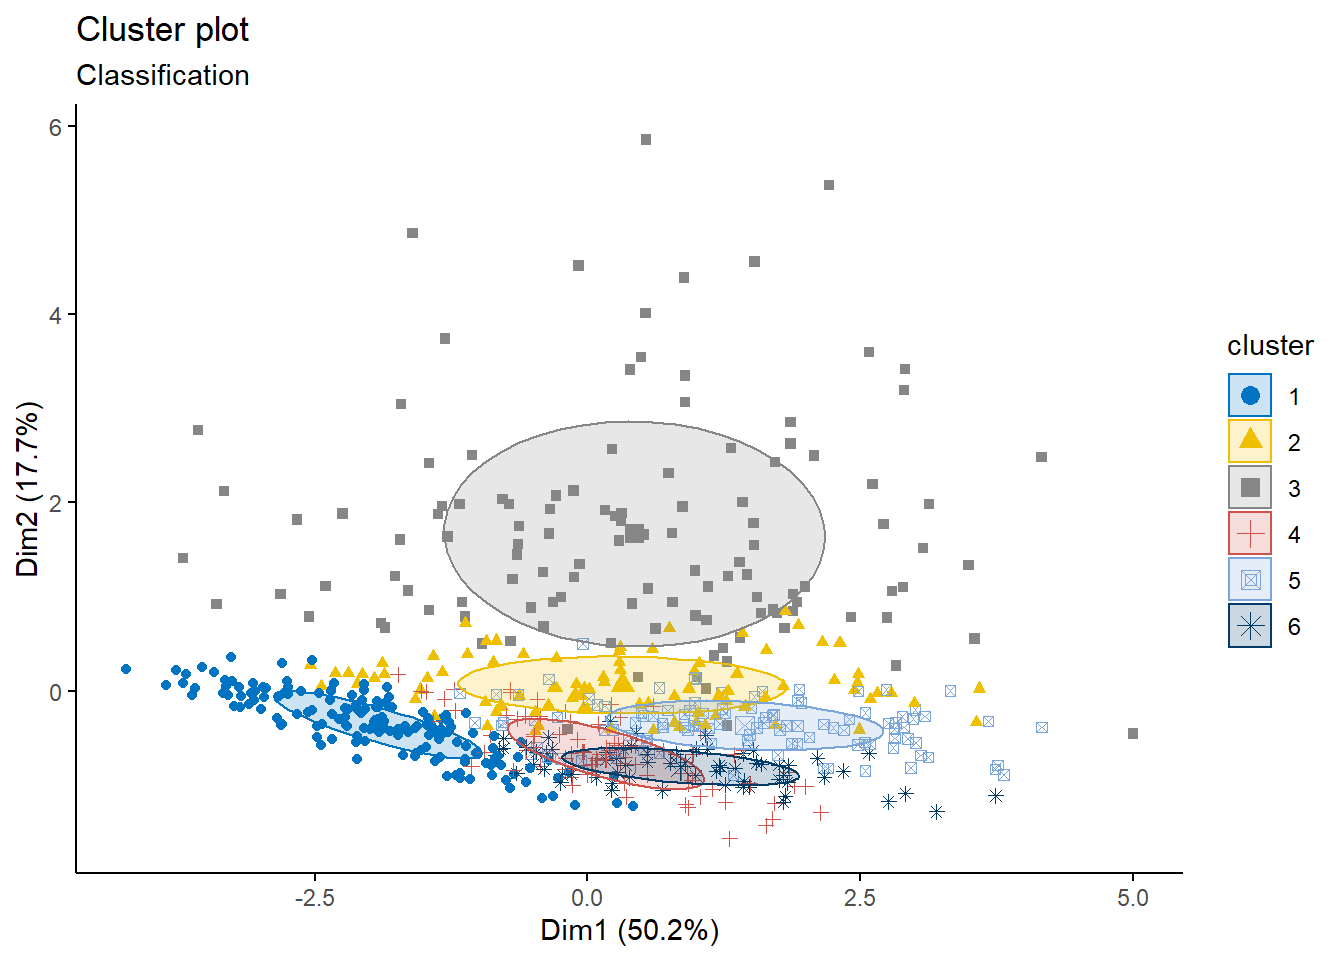 Cluster plot
Classification
6
4
2
0
-2.5
0.0
2.5
5.0
Dim1 (50.2%)
Dim2 (17.7%)
cluster
1
2
3
4
5
6